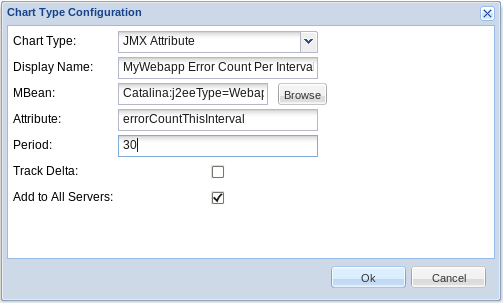 Chart Type Configuration
Chart Type: JMX Attribute
Display Name: MyWebapp Error Count Per Interva
MBean: Catalina:j2eeType=Webap Browse
Attribute: errorCountThisInterval
Period: 30
Track Delta:
Add to All Servers:
Ok Cancel